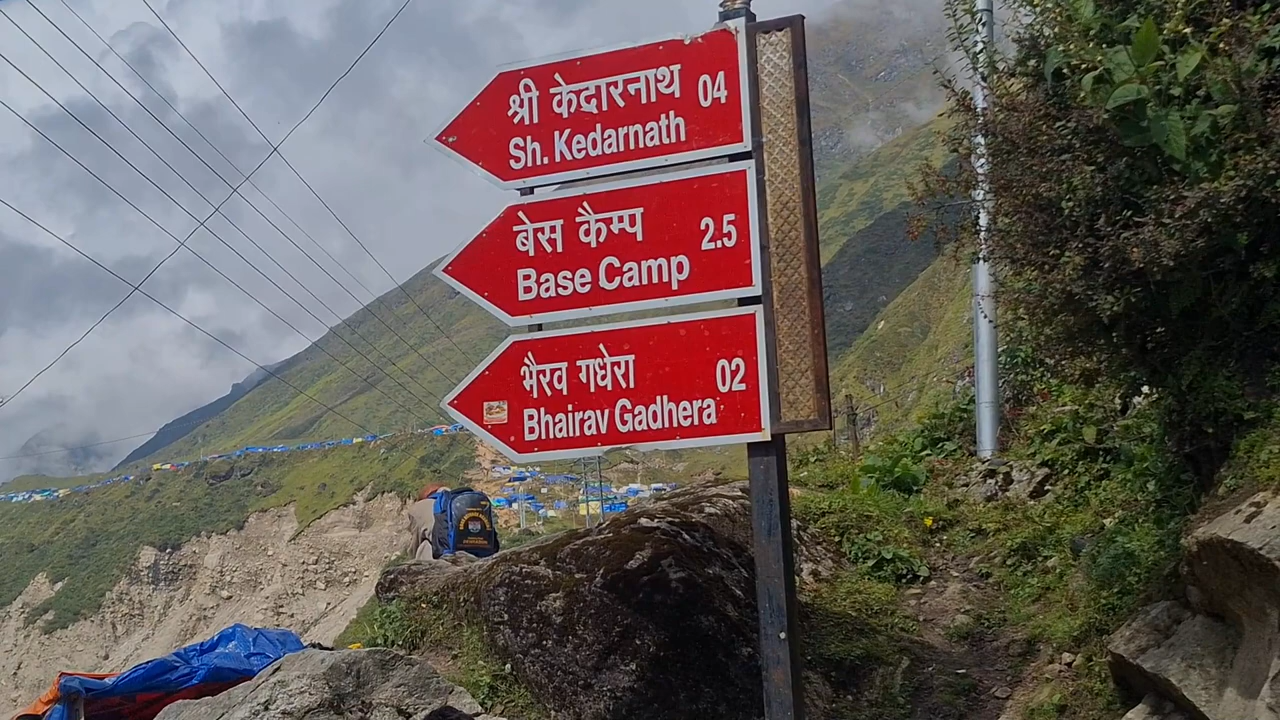 श्री केदारनाथ 04
Sh. Kedarnath
बेस कैम्प 2.5
Base Camp
भैरव गधेरा 02
Bhairav Gadhera